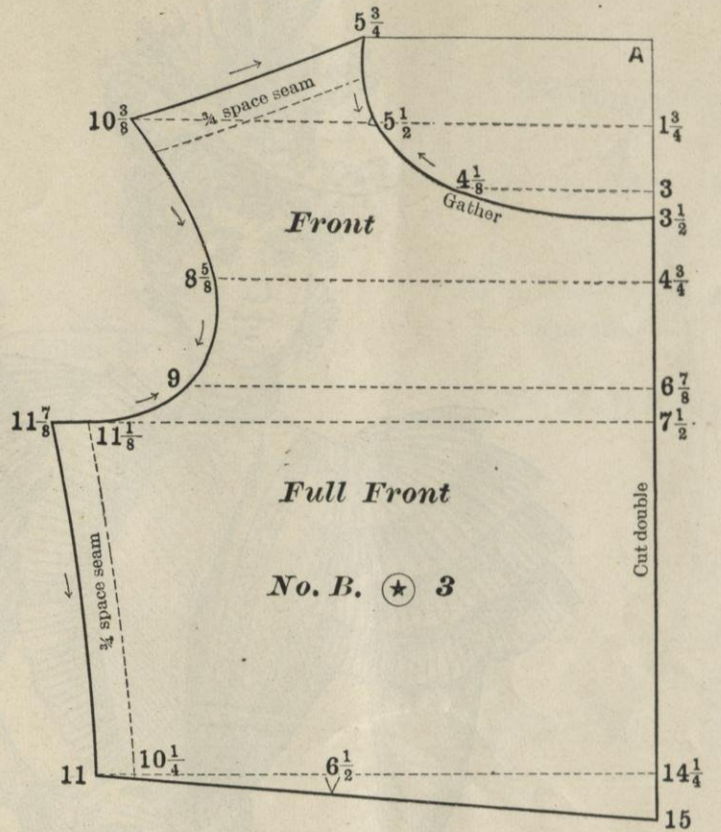 5 3/4
A
3/4 space seam
10 3/8
5 1/2
1 3/4
4 1/8
3
Gather
3 1/2
Front
8 5/8
4 3/4
9
6 7/8
11 7/8
11 1/8
7 1/2
Full Front
Cut double
3/4 space seam
No. B. ★ 3
10 1/4
6 1/2
11
14 1/4
15